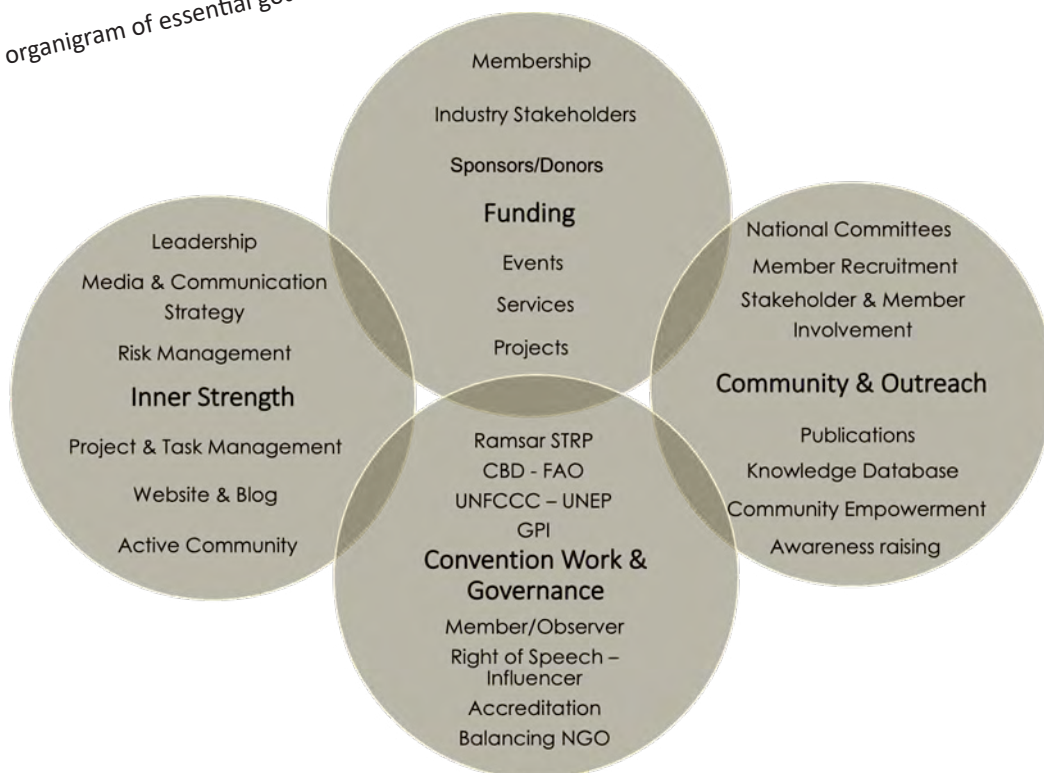 organigram of essential
Membership
Industry Stakeholders
Sponsors/Donors
Funding
Events
Services
Projects
Leadership
Media & Communication
Strategy
Risk Management
Inner Strength
Project & Task Management
Website & Blog
Active Community
National Committees
Member Recruitment
Stakeholder & Member
Involvement
Community & Outreach
Publications
Knowledge Database
Community Empowerment
Awareness raising
Ramsar STRP
CBD - FAO
UNFCCC – UNEP
GPI
Convention Work &
Governance
Member/Observer
Right of Speech –
Influencer
Accreditation
Balancing NGO